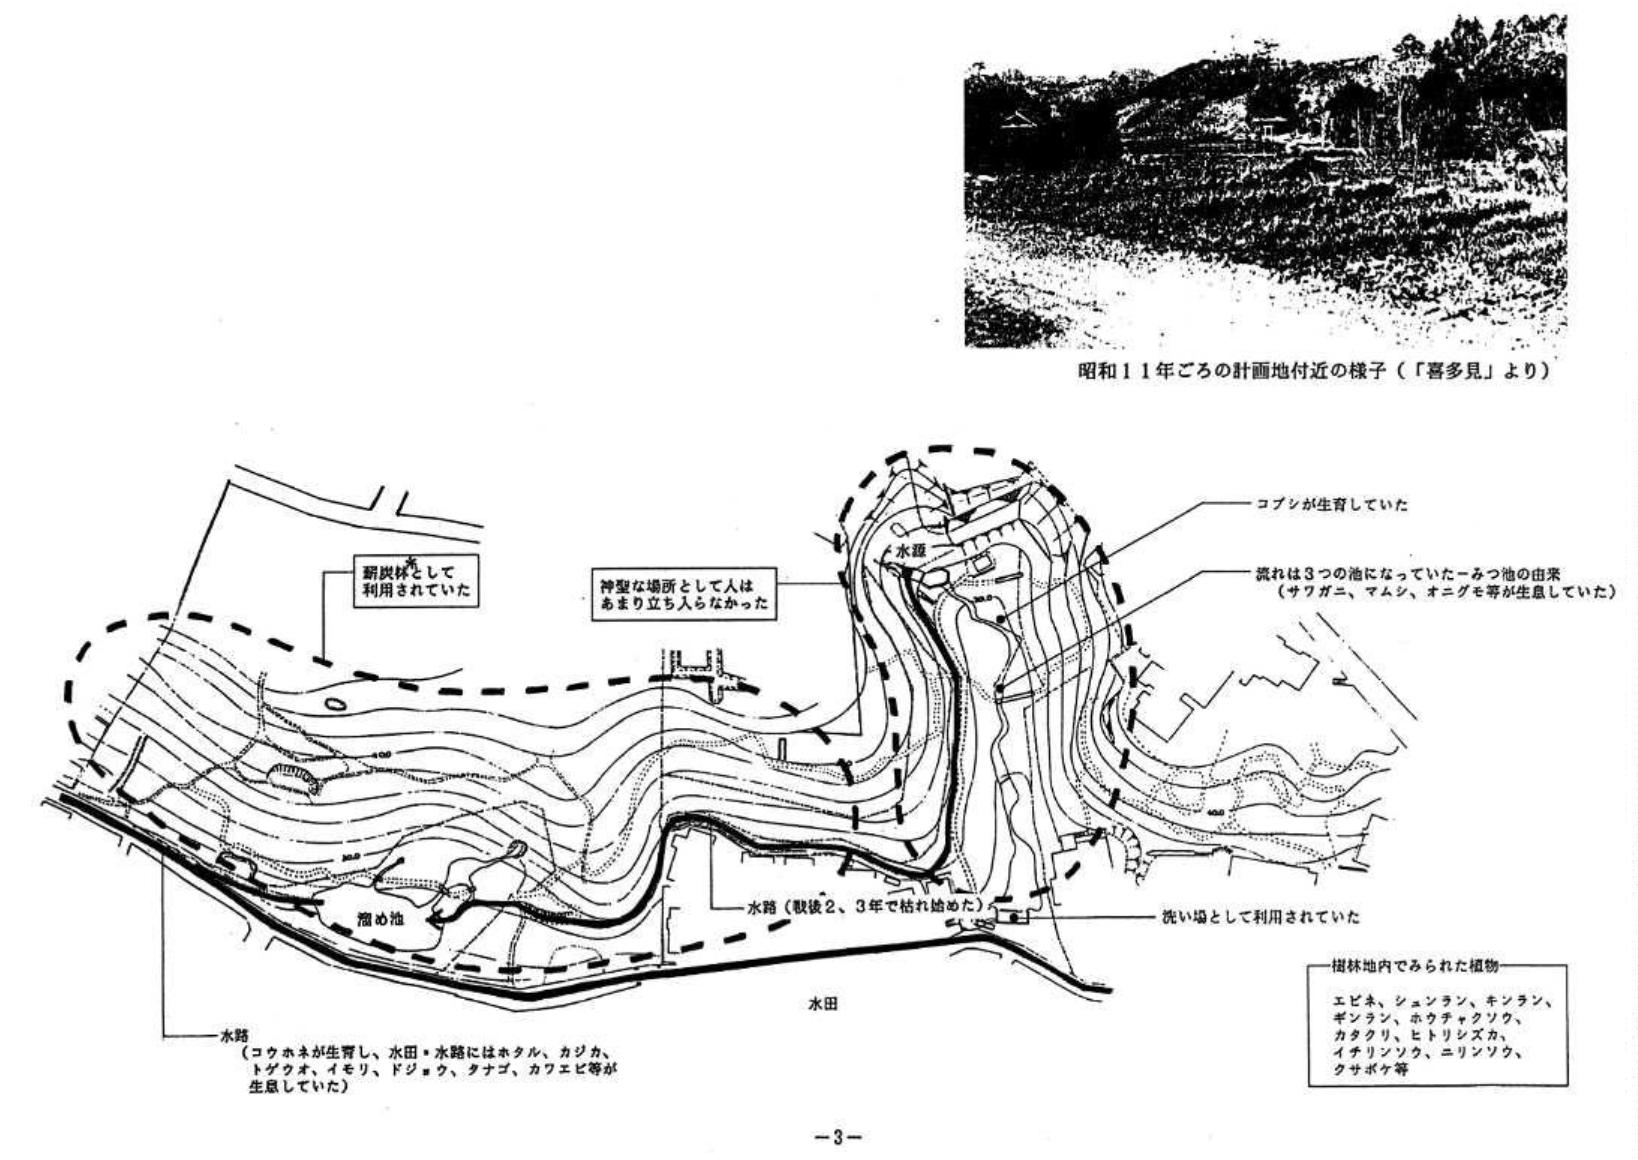 昭和11年ごろの計画地付近の様子(「喜多見」より)
コブシが生育していた
水源
薪炭林*として
利用されていた
神聖な場所として人は
あまり立ち入らなかった
流れは3つの池になっていた−みつ池の由来
(サワガニ、マムシ、オニグモ等が生息していた)
30.0
40.0
40.0
30.0
溜め池
水路(戦後2、3年で枯れ始めた)
洗い場として利用されていた
水田
樹林地内でみられた植物
エビネ、シュンラン、キンラン、
ギンラン、ホウチャクソウ、
カタクリ、ヒトリシズカ、
イチリンソウ、ニリンソウ、
クサボケ等
水路
(コウホネが生育し、水田・水路にはホタル、カジカ、
トゲウオ、イモリ、ドジョウ、タナゴ、カワエビ等が
生息していた)
−3−